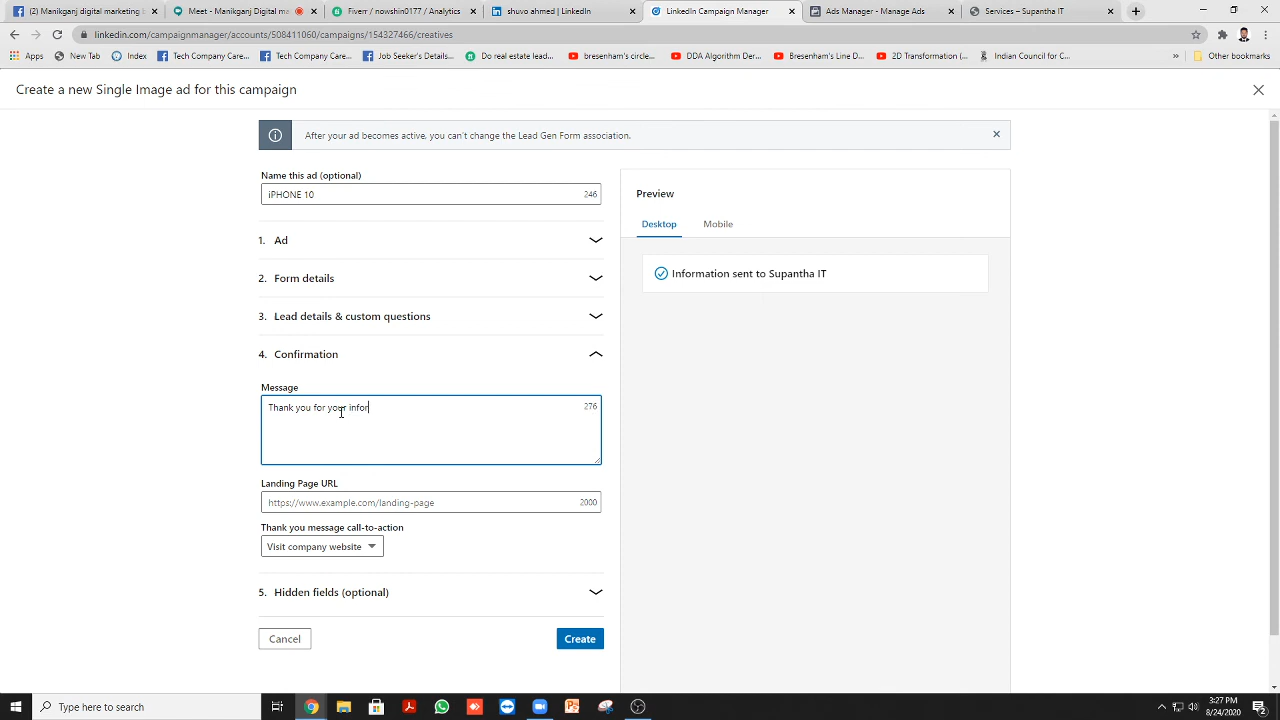 (2) Manikganj digital marketing
Meet - Manikganj Digital ma
Fiverr / nowshin0177 / Analytics
shuvo ahmed | LinkedIn
LinkedIn Campaign Manager
Ads Manager - Manage Ads
Services – Supantha IT
linkedin.com/campaignmanager/accounts/508411060/campaigns/154327466/creatives
Apps
New Tab
Index
Tech Company Care...
Tech Company Care...
Job Seeker's Details...
Do real estate lead...
bresenham's circle...
DDA Algorithm Der...
Bresenham's Line D...
2D Transformation (...
Indian Council for C...
»
Other bookmarks
Create a new Single Image ad for this campaign
After your ad becomes active, you can't change the Lead Gen Form association.
Name this ad (optional)
iPHONE 10
246
1. Ad
2. Form details
3. Lead details & custom questions
4. Confirmation
Message
Thank you for your infor
276
Landing Page URL
https://www.example.com/landing-page
2000
Thank you message call-to-action
Visit company website
5. Hidden fields (optional)
Cancel
Create
Preview
Desktop
Mobile
Information sent to Supantha IT
Type here to search
3:27 PM
8/24/2020